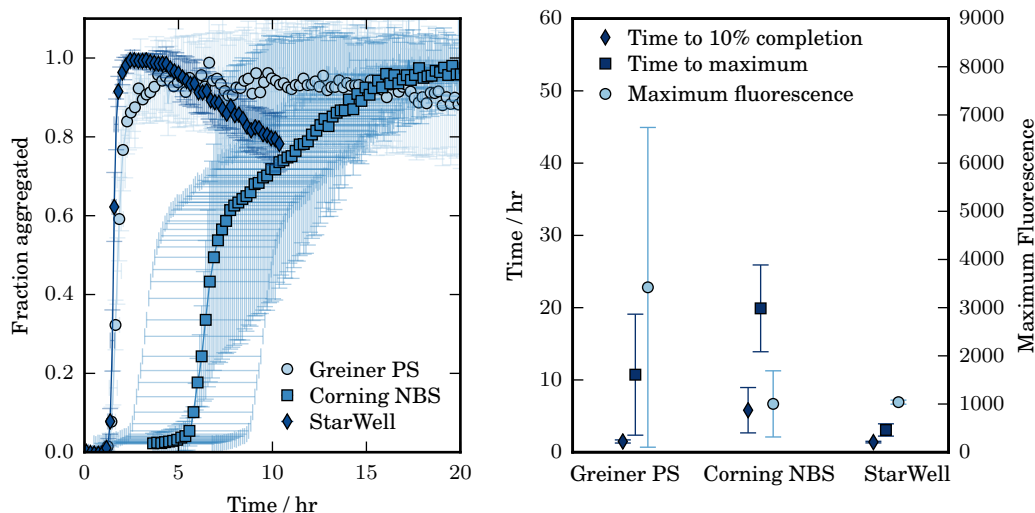 Fraction aggregated
1.0
0.8
0.6
0.4
0.2
0.0
0
5
10
15
20
Time / hr
Greiner PS
Corning NBS
StarWell
Time / hr
60
50
40
30
20
10
0
Time to 10% completion
Time to maximum
Maximum fluorescence
Greiner PS
Corning NBS
StarWell
9000
8000
7000
6000
5000
4000
3000
2000
1000
0
Maximum Fluorescence